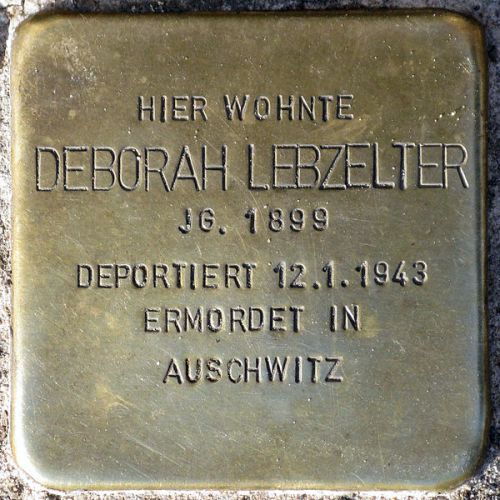 HIER WOHNTE
DEBORAH LEBZELTER
JG. 1899
DEPORTIERT 12.1.1943
ERMORDET IN
AUSCHWITZ